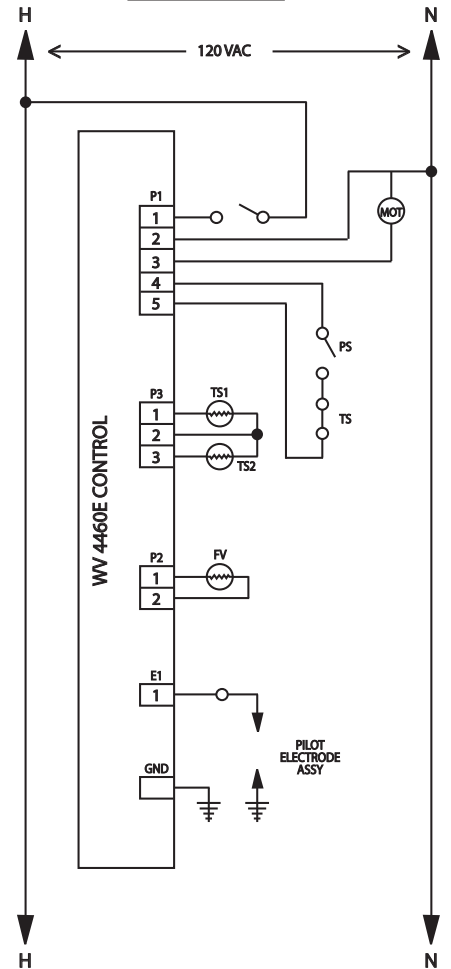 H
N
120 VAC
P1
1
2
3
4
5
MOT
PS
TS
P3
1
2
3
TS1
TS2
WV 4460E CONTROL
P2
1
2
FV
E1
1
PILOT
ELECTRODE
ASSY
GND
H
N